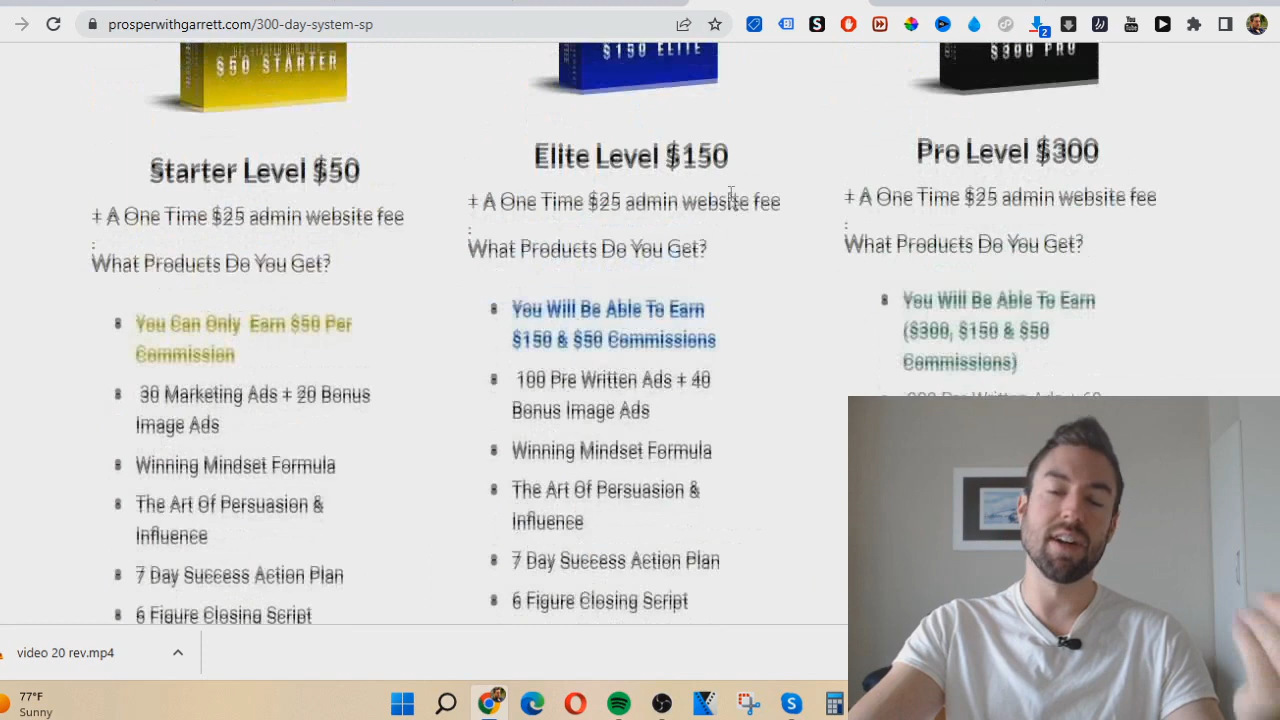 prosperwithgarrett.com/300-day-system-sp
2
You
Tube
$50 STARTER
$150 ELITE
$300 PRO
Starter Level $50
+ A One Time $25 admin website fee
:
What Products Do You Get?
You Can Only Earn $50 Per
Commission
30 Marketing Ads + 20 Bonus
Image Ads
Winning Mindset Formula
The Art Of Persuasion &
Influence
7 Day Success Action Plan
6 Figure Closing Script
Elite Level $150
+ A One Time $25 admin website fee
:
What Products Do You Get?
You Will Be Able To Earn
$150 & $50 Commissions
100 Pre Written Ads + 40
Bonus Image Ads
Winning Mindset Formula
The Art Of Persuasion &
Influence
7 Day Success Action Plan
6 Figure Closing Script
Pro Level $300
+ A One Time $25 admin website fee
:
What Products Do You Get?
You Will Be Able To Earn
($300, $150 & $50
Commissions)
Pre Written Ads + 60
video 20 rev.mp4
77°F
Sunny